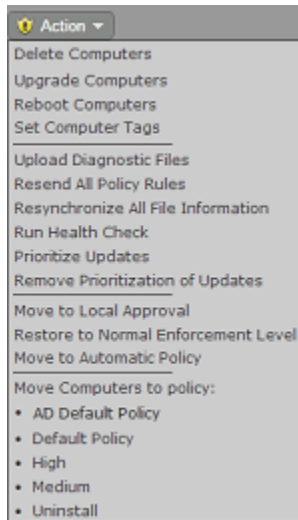 Action
Delete Computers
Upgrade Computers
Reboot Computers
Set Computer Tags
Upload Diagnostic Files
Resend All Policy Rules
Resynchronize All File Information
Run Health Check
Prioritize Updates
Remove Prioritization of Updates
Move to Local Approval
Restore to Normal Enforcement Level
Move to Automatic Policy
Move Computers to policy:
• AD Default Policy
• Default Policy
• High
• Medium
• Uninstall